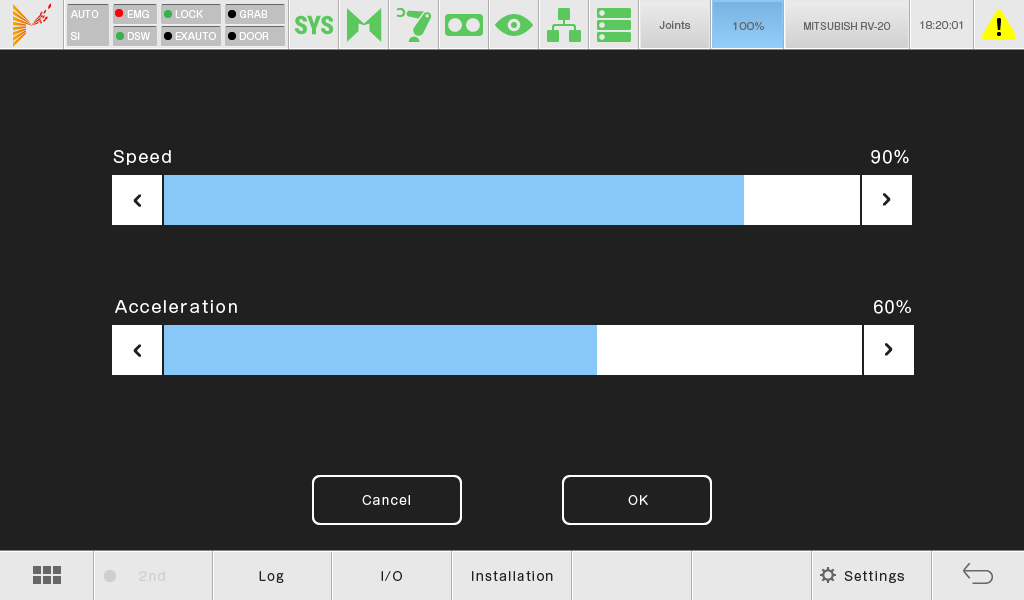 AUTO EMG LOCK GRAB
SI DSW EXAUTO DOOR
SYS
Joints
100%
MITSUBISH RV-20
18:20:01
Speed 90%
Acceleration 60%
Cancel OK
2nd Log I/O Installation Settings